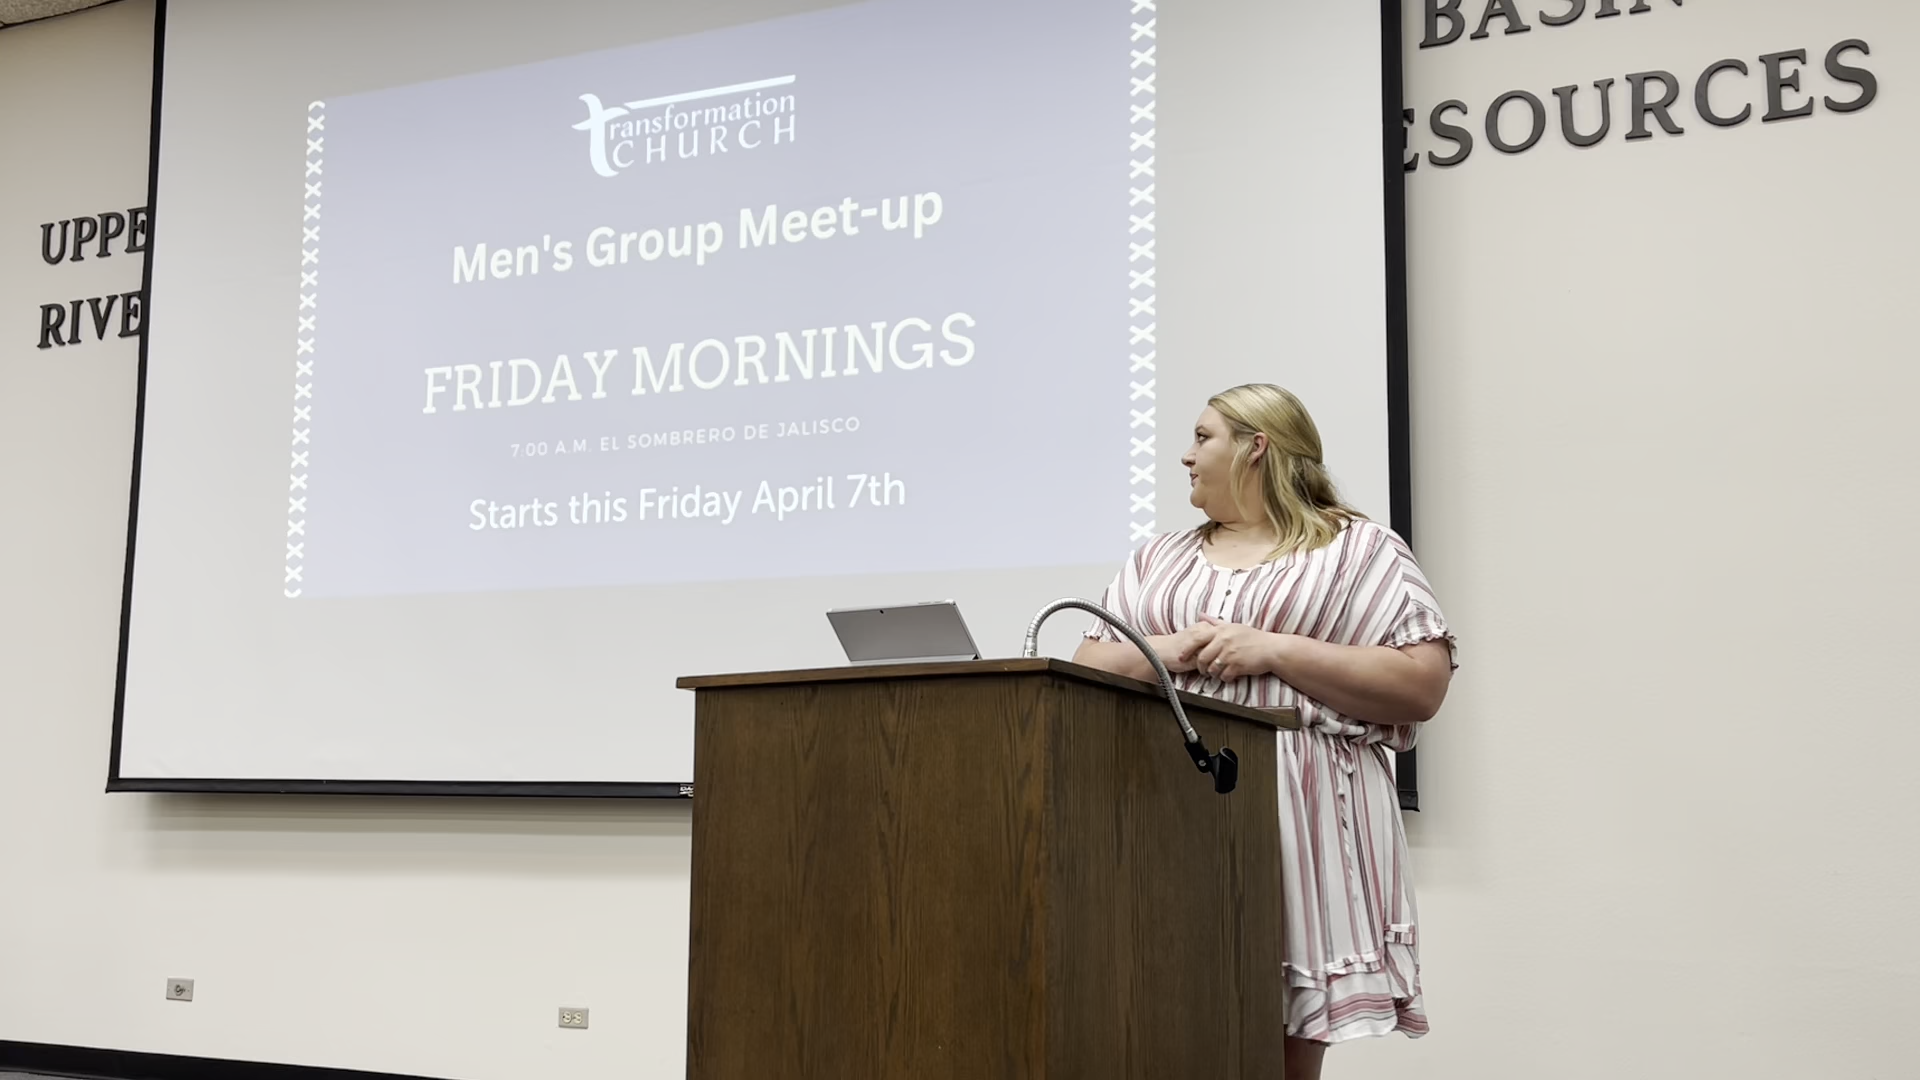 BASIN
ESOURCES
UPPE
RIVE
Transformation
CHURCH
Men's Group Meet-up
FRIDAY MORNINGS
7:00 A.M. EL SOMBRERO DE JALISCO
Starts this Friday April 7th